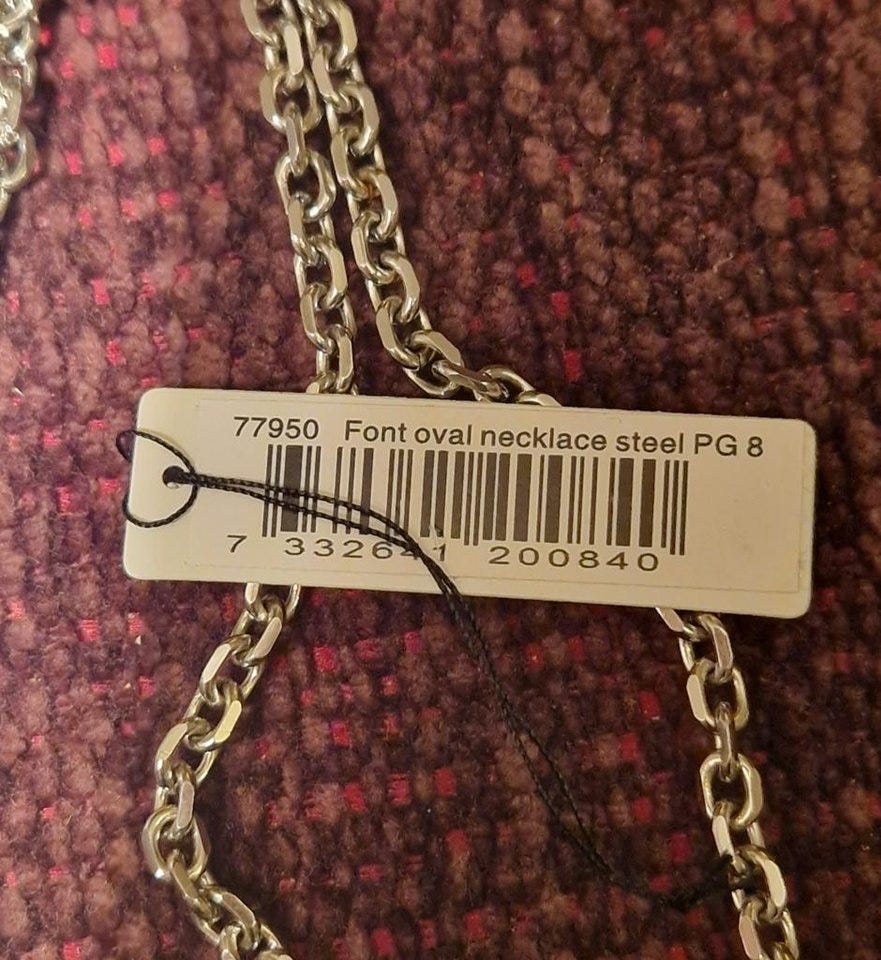 77950 Font oval necklace steel PG 8
7 332641 200840